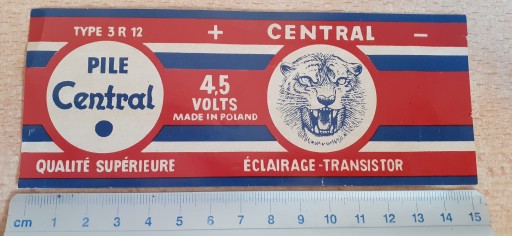 TYPE 3 R 12
+
CENTRAL
-
PILE
Central
4,5
VOLTS
MADE IN POLAND
QUALITÉ SUPÉRIEURE
ÉCLAIRAGE-TRANSISTOR
cm 1 2 3 4 5 6 7 8 9 10 11 12 13 14 15